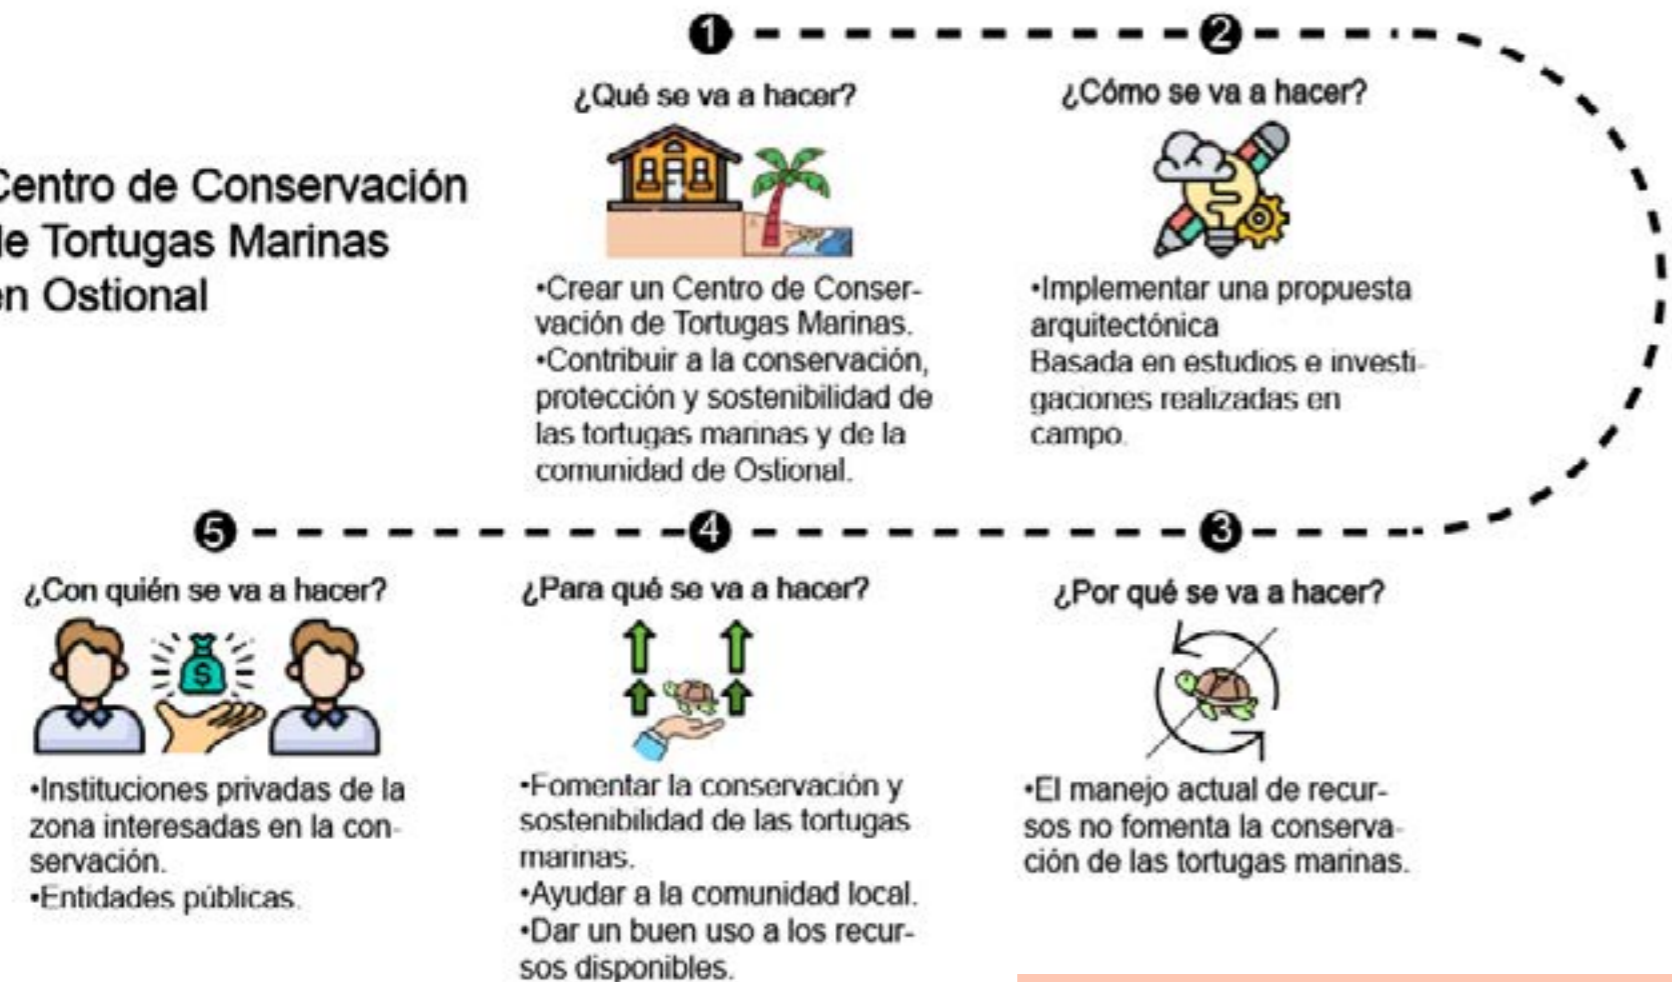 Centro de Conservación
de Tortugas Marinas
en Ostional
1
¿Qué se va a hacer?
•Crear un Centro de Conser-
vación de Tortugas Marinas.
•Contribuir a la conservación,
protección y sostenibilidad de
las tortugas marinas y de la
comunidad de Ostional.
2
¿Cómo se va a hacer?
•Implementar una propuesta
arquitectónica
Basada en estudios e investi-
gaciones realizadas en
campo.
3
¿Por qué se va a hacer?
•El manejo actual de recur-
sos no fomenta la conserva-
ción de las tortugas marinas.
4
¿Para qué se va a hacer?
•Fomentar la conservación y
sostenibilidad de las tortugas
marinas.
•Ayudar a la comunidad local.
•Dar un buen uso a los recur-
sos disponibles.
5
¿Con quién se va a hacer?
$
•Instituciones privadas de la
zona interesadas en la con-
servación.
•Entidades públicas.